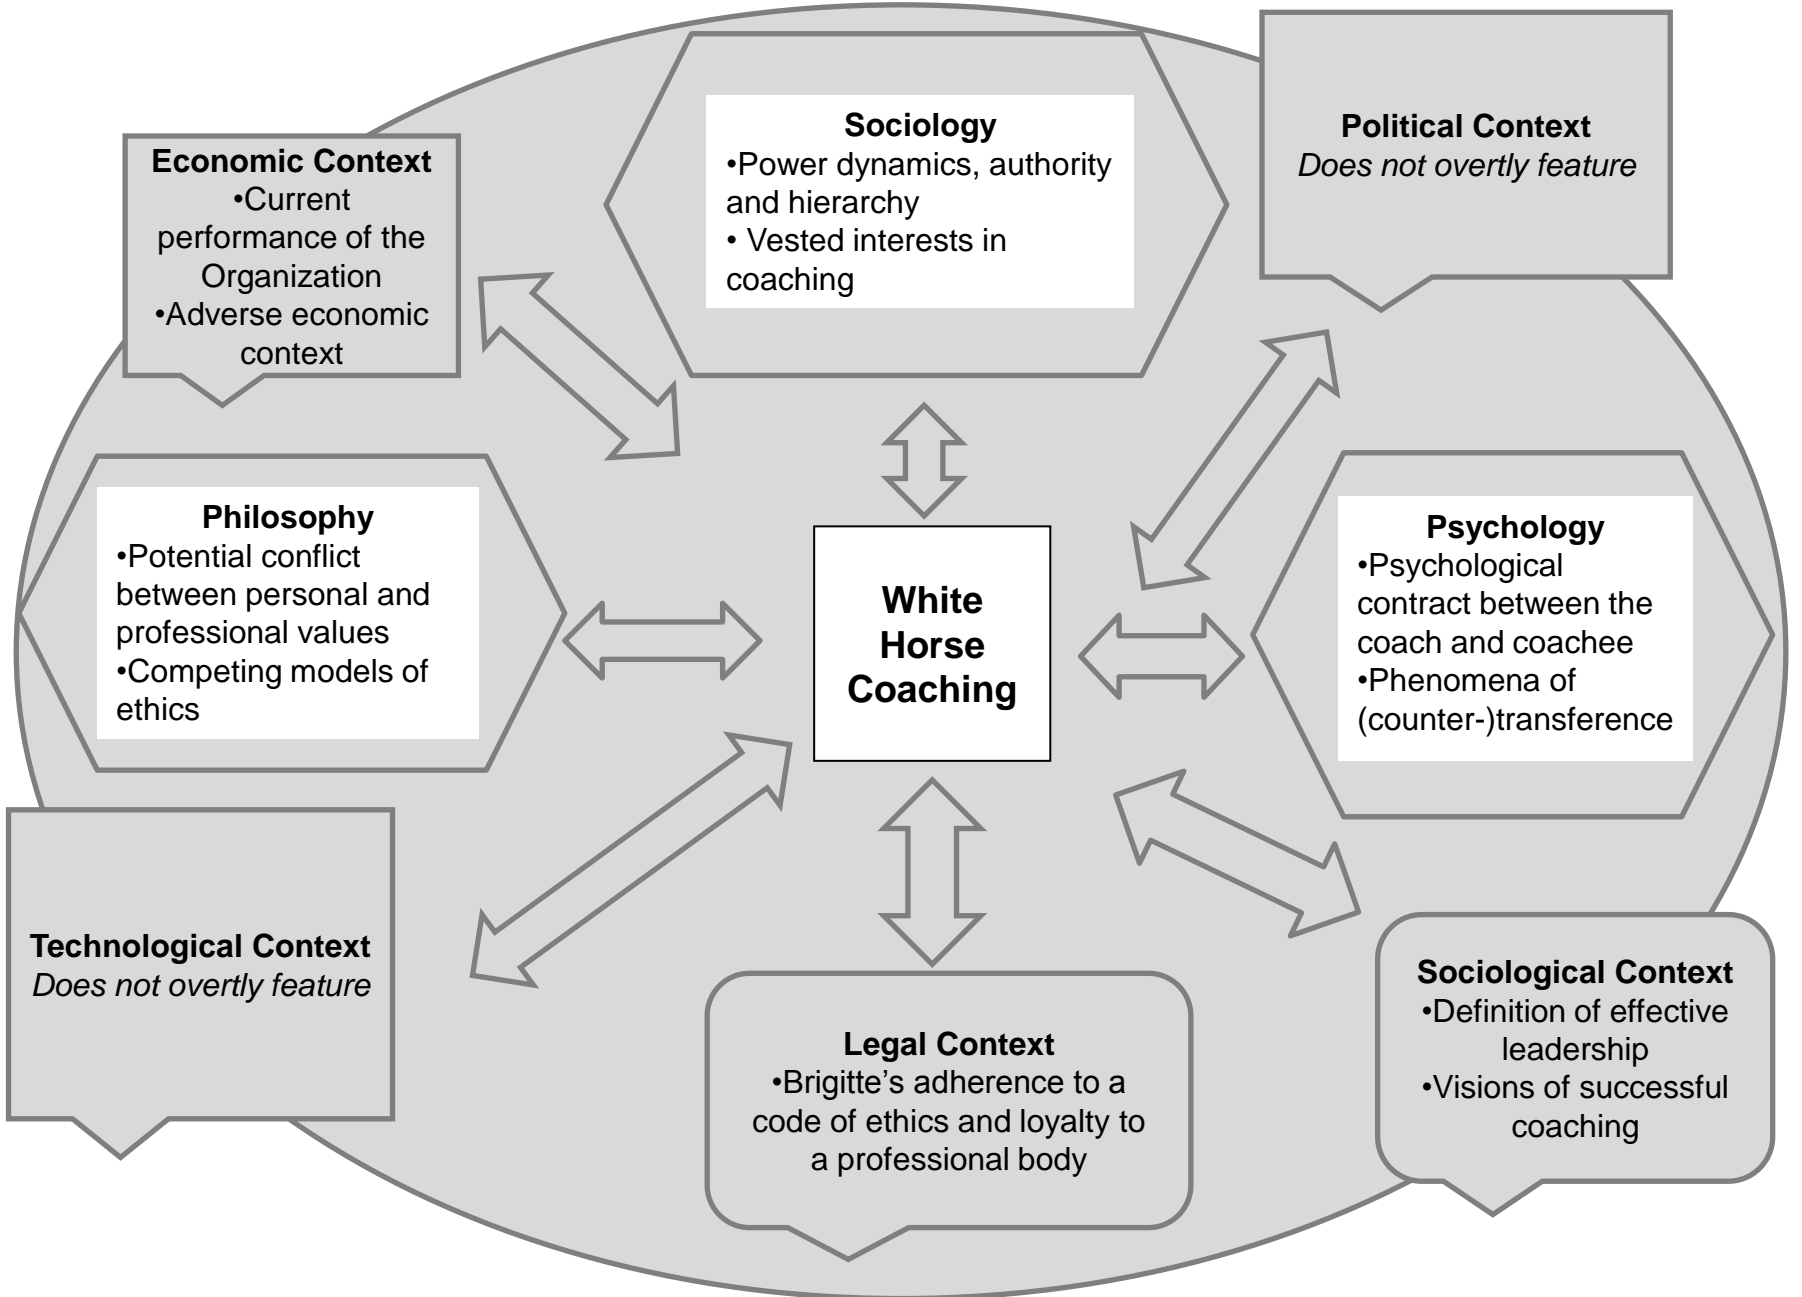 Sociology
•Power dynamics, authority
and hierarchy
• Vested interests in
coaching
Political Context
Does not overtly feature
Economic Context
•Current
performance of the
Organization
•Adverse economic
context
Philosophy
•Potential conflict
between personal and
professional values
•Competing models of
ethics
White
Horse
Coaching
Psychology
•Psychological
contract between the
coach and coachee
•Phenomena of
(counter-)transference
Technological Context
Does not overtly feature
Legal Context
•Brigitte’s adherence to a
code of ethics and loyalty to
a professional body
Sociological Context
•Definition of effective
leadership
•Visions of successful
coaching